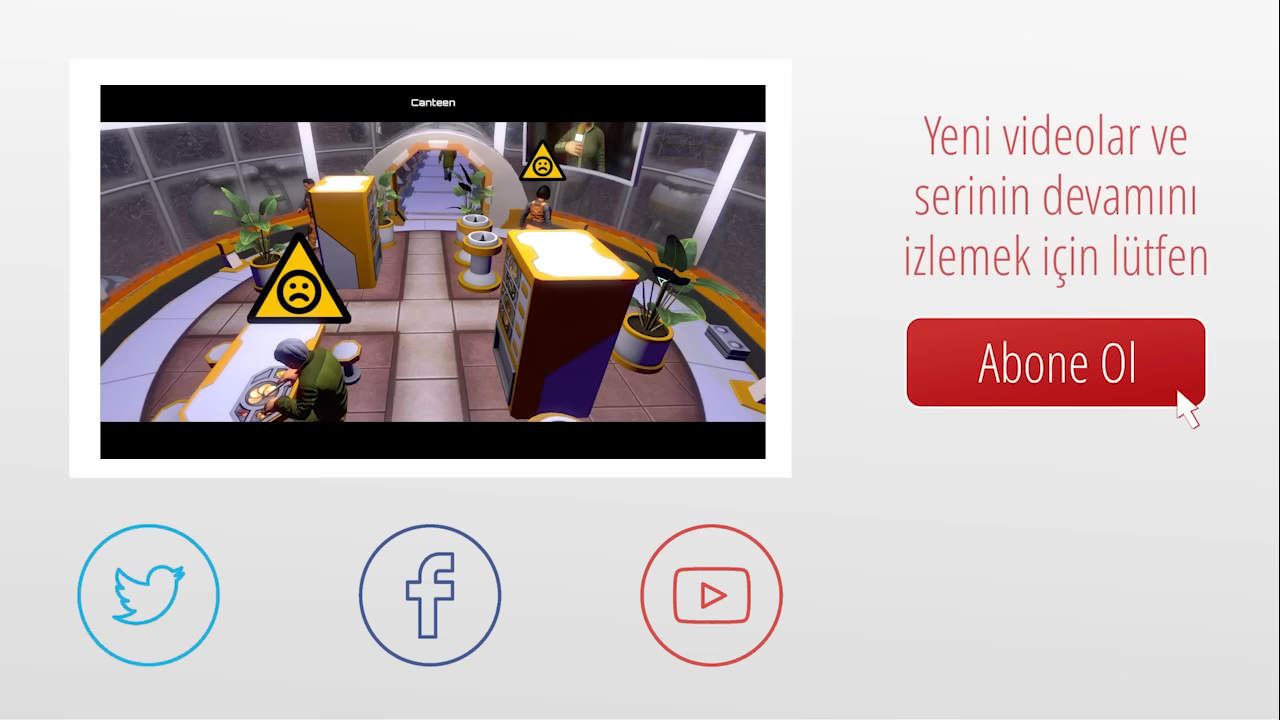 Canteen
Yeni videolar ve
serinin devamını
izlemek için lütfen
Abone Ol